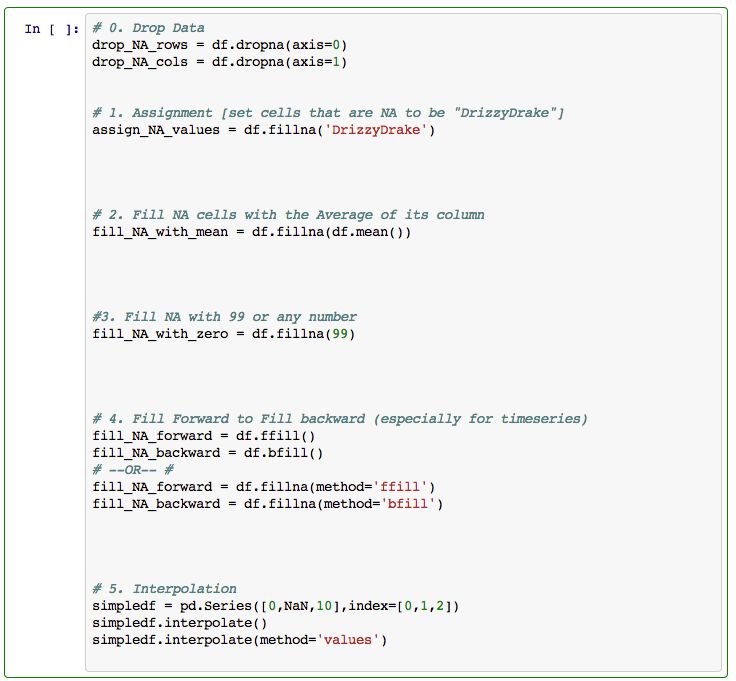 In [ ]: # 0. Drop Data
drop_NA_rows = df.dropna(axis=0)
drop_NA_cols = df.dropna(axis=1)
# 1. Assignment [set cells that are NA to be "DrizzyDrake"]
assign_NA_values = df.fillna('DrizzyDrake')
# 2. Fill NA cells with the Average of its column
fill_NA_with_mean = df.fillna(df.mean())
#3. Fill NA with 99 or any number
fill_NA_with_zero = df.fillna(99)
# 4. Fill Forward to Fill backward (especially for timeseries)
fill_NA_forward = df.ffill()
fill_NA_backward = df.bfill()
# --OR-- #
fill_NA_forward = df.fillna(method='ffill')
fill_NA_backward = df.fillna(method='bfill')
# 5. Interpolation
simpledf = pd.Series([0,NaN,10],index=[0,1,2])
simpledf.interpolate()
simpledf.interpolate(method='values')